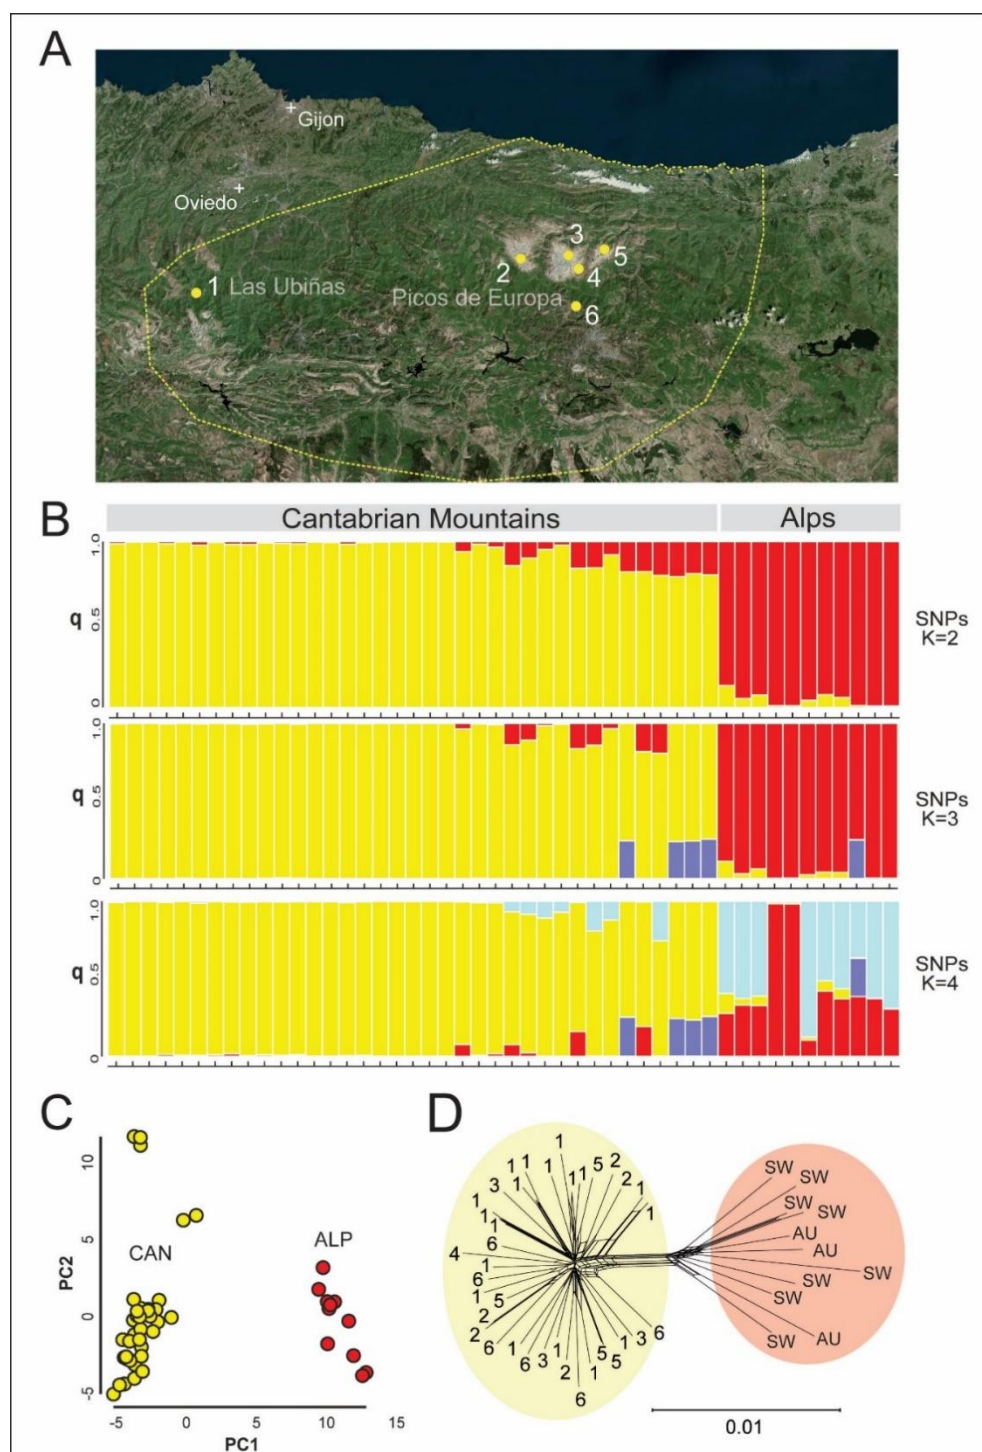 A
Gijon
Oviedo
1 Las Ubiñas
2
3
4
5
Picos de Europa
6
B
Cantabrian Mountains
Alps
1.0
q 0.5
0
SNPs
K=2
1.0
q 0.5
0
SNPs
K=3
1.0
q 0.5
0
SNPs
K=4
C
10
5
0
-5
PC2
CAN
ALP
-5 0 5 10 15
PC1
D
1
1 1 1 1 5 2
3 1 1 1 2 1
1 1
1
1
6
4
1
6
1 5
2
2
6 1
6 3 1 2 1 5 5 1 3 6
6
SW
SW
SW SW
AU
AU
SW
SW
SW
SW AU
0.01